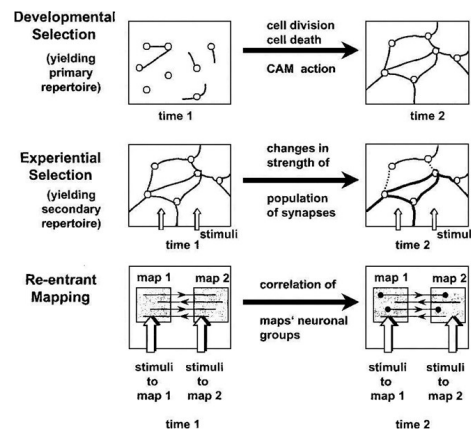 Developmental
Selection
(yielding
primary
repertoire)
cell division
cell death
CAM action
time 1
time 2
Experiential
Selection
(yielding
secondary
repertoire)
changes in
strength of
population
of synapses
stimuli
time 1
stimuli
time 2
Re-entrant
Mapping
map 1 map 2
correlation of
maps' neuronal
groups
map 1 map 2
stimuli
to
map 1
stimuli
to
map 2
stimuli
to
map 1
stimuli
to
map 2
time 1
time 2